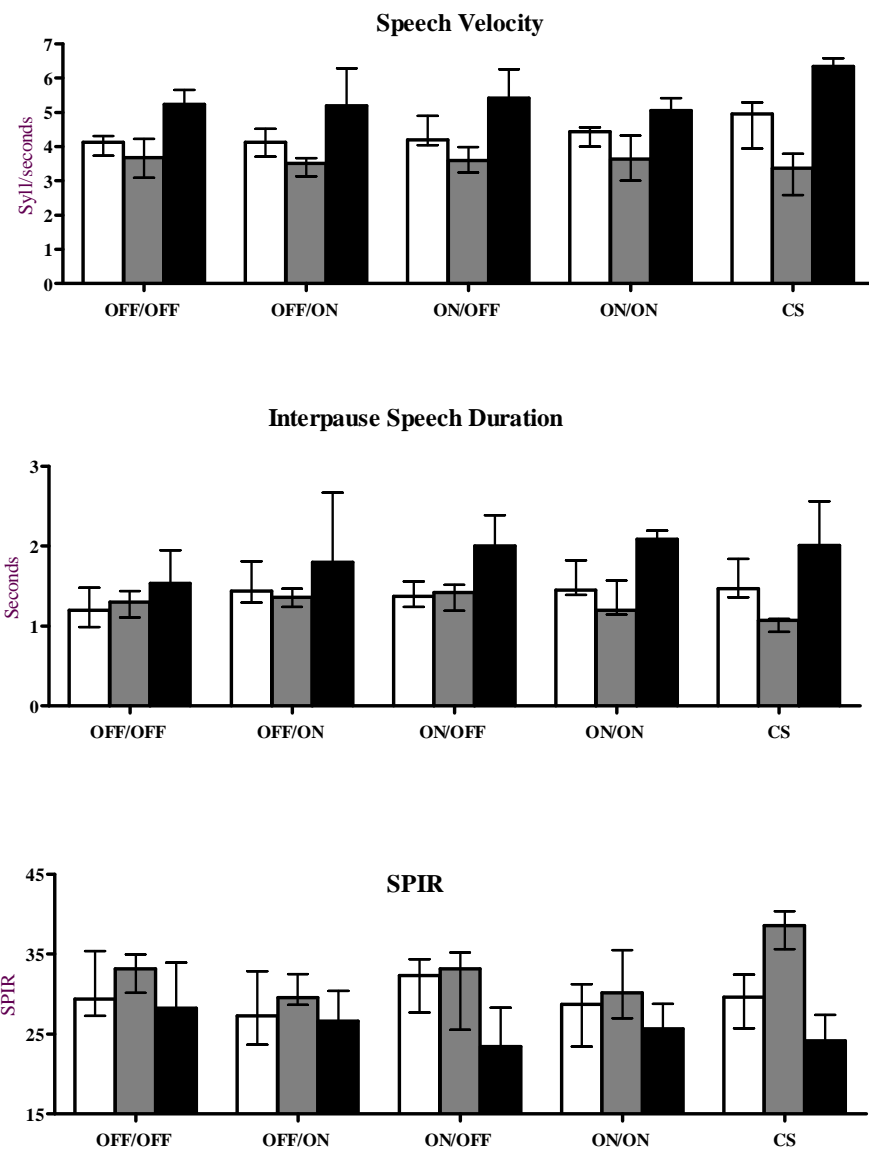 Speech Velocity
7
6
5
4
3
2
1
0
Syll/seconds
OFF/OFF OFF/ON ON/OFF ON/ON CS
Interpause Speech Duration
3
2
1
0
Seconds
OFF/OFF OFF/ON ON/OFF ON/ON CS
SPIR
45
35
25
15
SPIR
OFF/OFF OFF/ON ON/OFF ON/ON CS